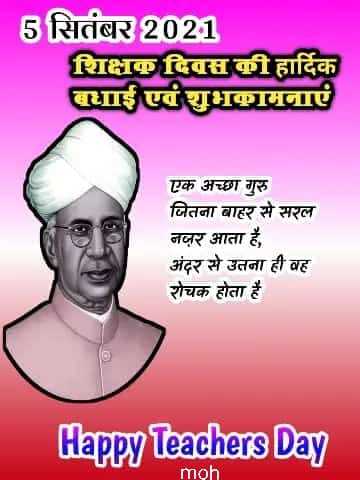 5 सितंबर 2021
शिक्षक दिवस की हार्दिक
बधाई एवं शुभकामनाएं
एक अच्छा गुरु
जितना बाहर से सरल
नज़र आता है,
अंदर से उतना ही वह
रोचक होता है
Happy Teachers Day
moh